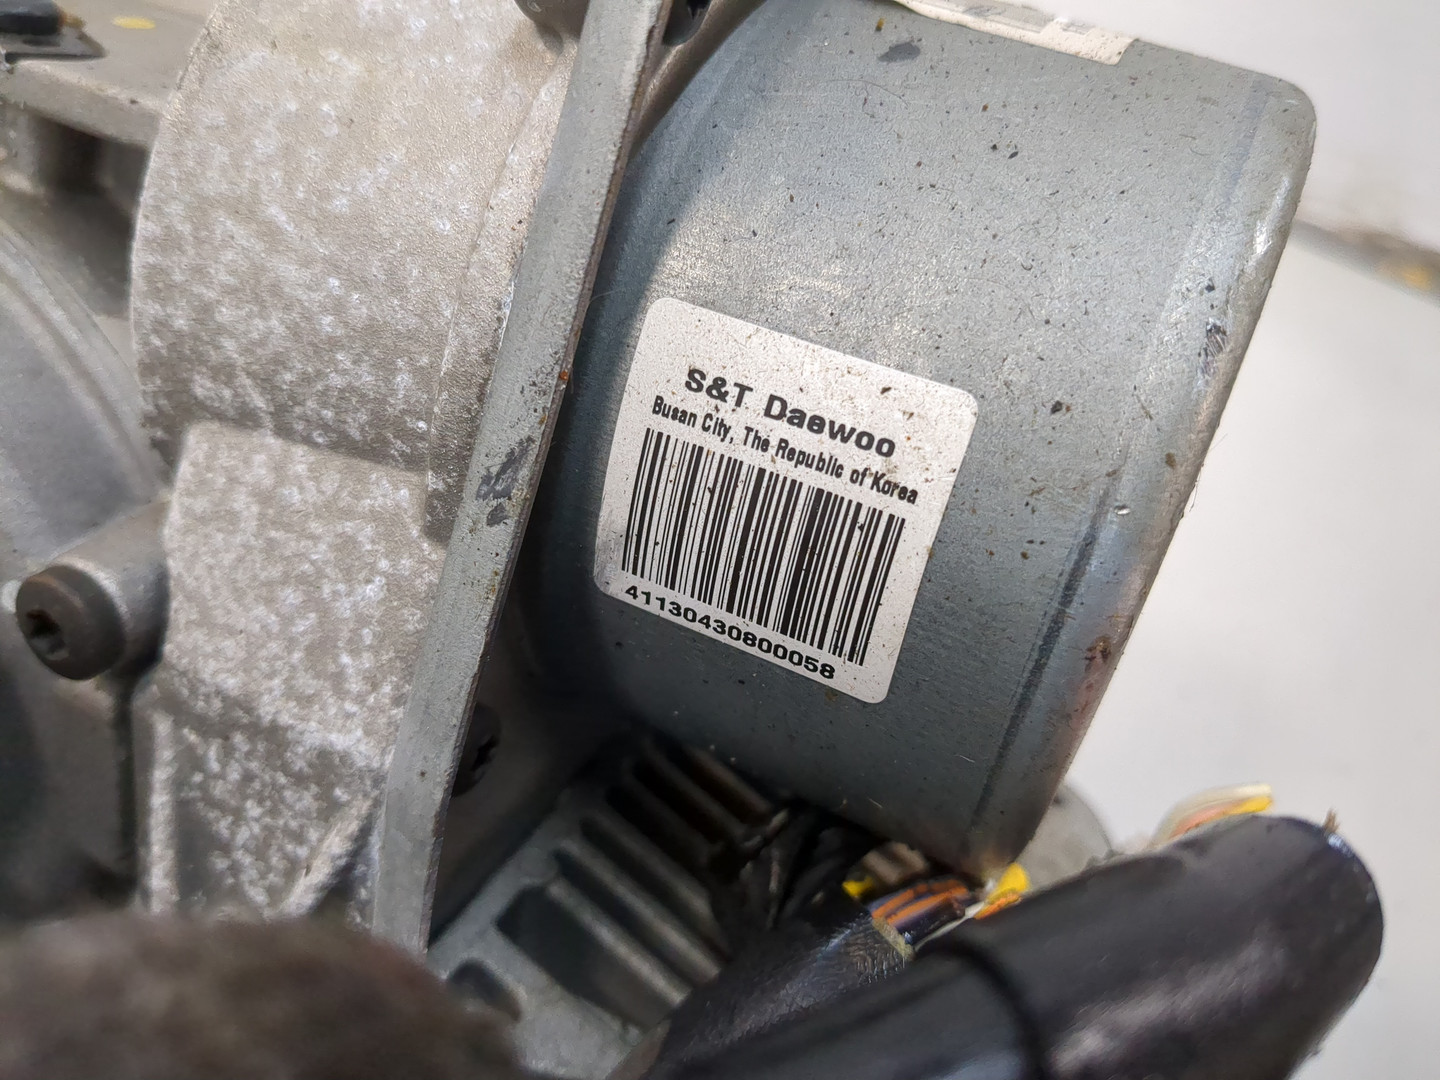 S&T Daewoo
Busan City, The Republic of Korea
41130430800058